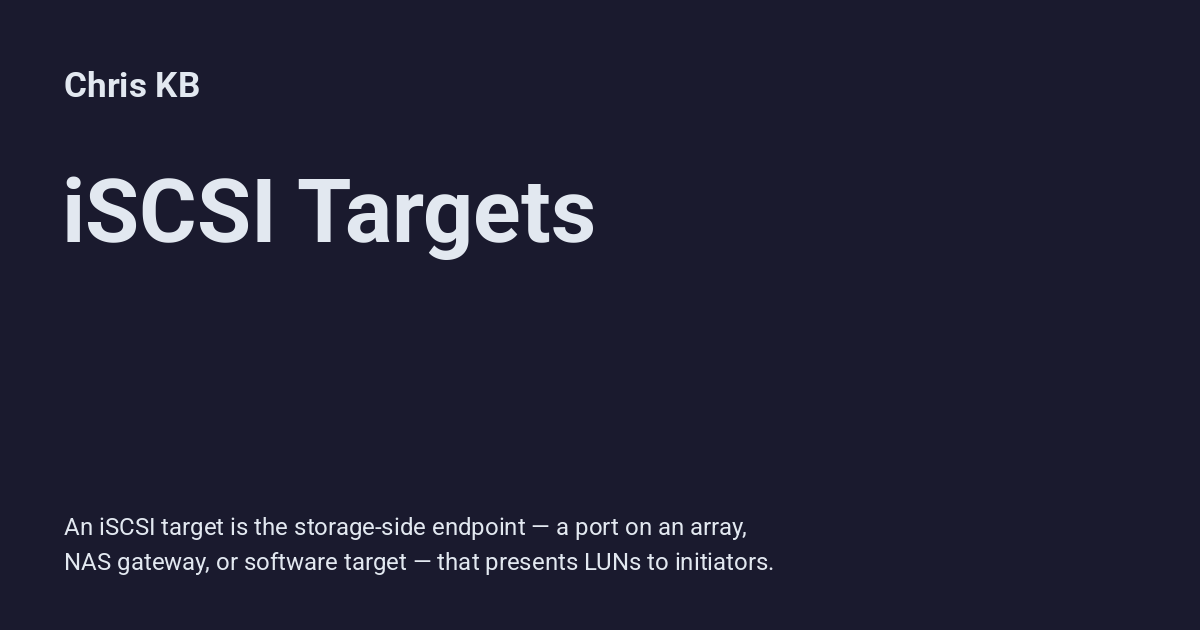 Chris KB
iSCSI Targets
An iSCSI target is the storage-side endpoint — a port on an array,
NAS gateway, or software target — that presents LUNs to initiators.